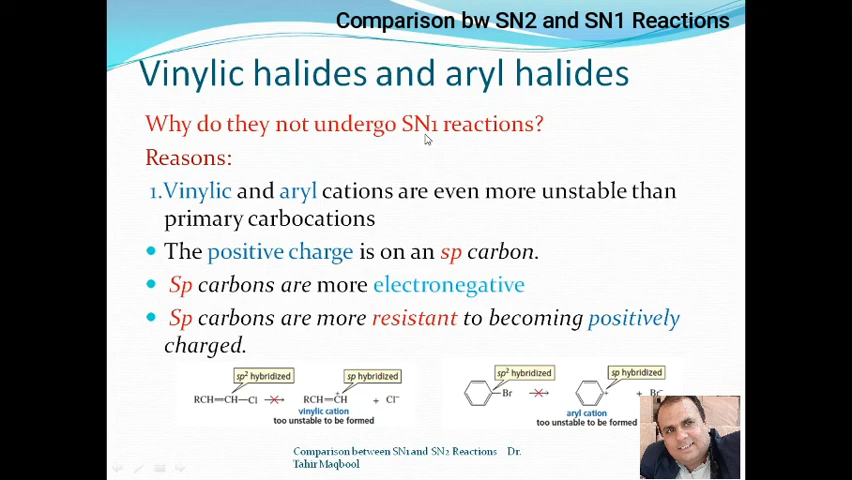 Comparison bw SN2 and SN1 Reactions
Vinylic halides and aryl halides
Why do they not undergo SN1 reactions?
Reasons:
1.Vinylic and aryl cations are even more unstable than
primary carbocations
• The positive charge is on an sp carbon.
• Sp carbons are more electronegative
• Sp carbons are more resistant to becoming positively
charged.
sp² hybridized
sp hybridized
RCH=CH—Cl
RCH=CH
+
+ Cl⁻
vinylic cation
too unstable to be formed
sp² hybridized
sp hybridized
Br
+
+ Br⁻
aryl cation
too unstable to be formed
Comparison between SN1 and SN2 Reactions Dr.
Tahir Maqbool